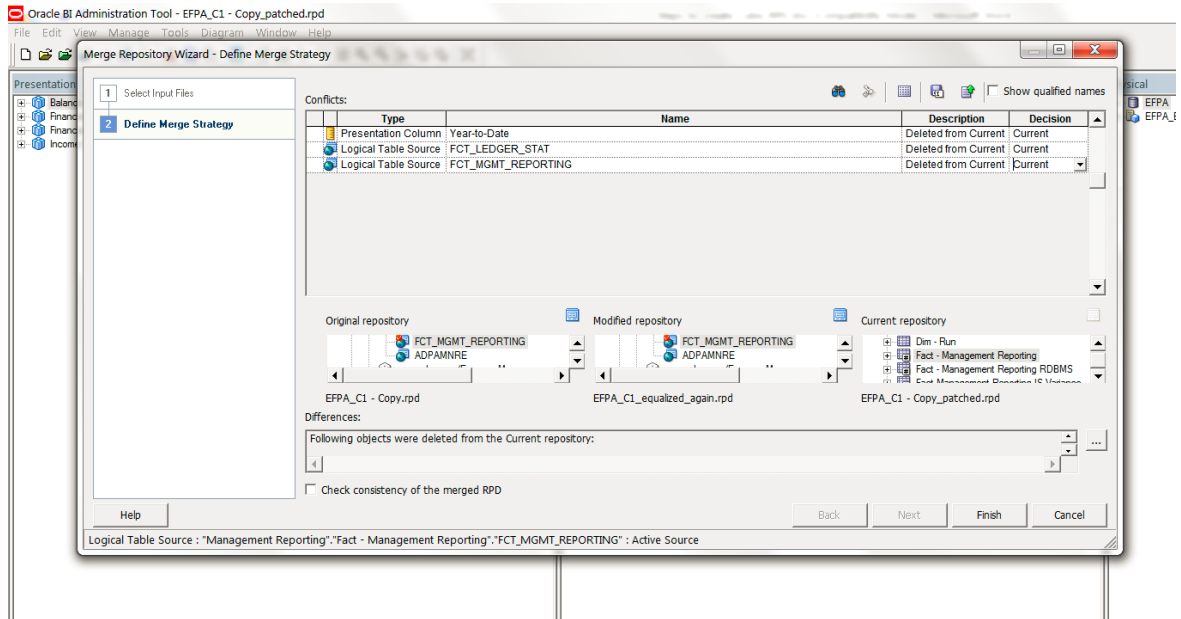 Oracle BI Administration Tool - EFPA_C1 - Copy_patched.rpd
File Edit View Manage Tools Diagram Window Help
Merge Repository Wizard - Define Merge Strategy
Presentation
Balanc
Financ
Financ
Income
1 Select Input Files
2 Define Merge Strategy
Show qualified names
Conflicts:
Type Name Description Decision
Presentation Column Year-to-Date Deleted from Current Current
Logical Table Source FCT_LEDGER_STAT Deleted from Current Current
Logical Table Source FCT_MGMT_REPORTING Deleted from Current Current
sical
EFPA
EFPA_E
Original repository
FCT_MGMT_REPORTING
ADPAMNRE
EFPA_C1 - Copy.rpd
Modified repository
FCT_MGMT_REPORTING
ADPAMNRE
EFPA_C1_equalized_again.rpd
Current repository
Dim - Run
Fact - Management Reporting
Fact - Management Reporting RDBMS
Fact Management Reporting IS Variance
EFPA_C1 - Copy_patched.rpd
Differences:
Following objects were deleted from the Current repository:
...
Check consistency of the merged RPD
Help Back Next Finish Cancel
Logical Table Source : "Management Reporting"."Fact - Management Reporting"."FCT_MGMT_REPORTING" : Active Source